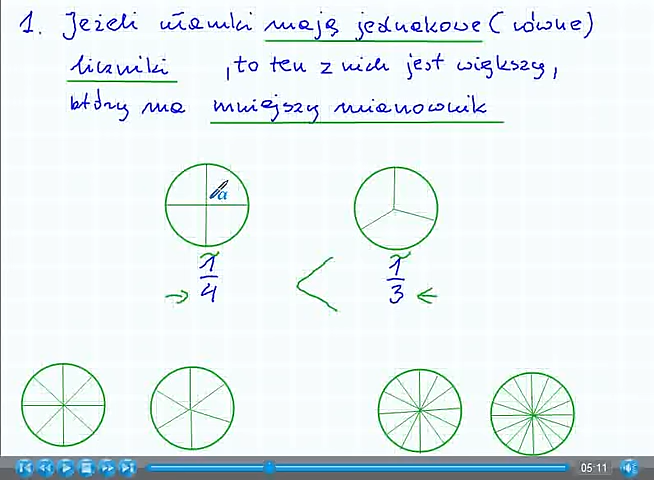 1. Jeżeli ułamki mają jednakowe (równe)
liczniki, to ten z nich jest większy,
który ma mniejszy mianownik
1/4 < 1/3
05:11